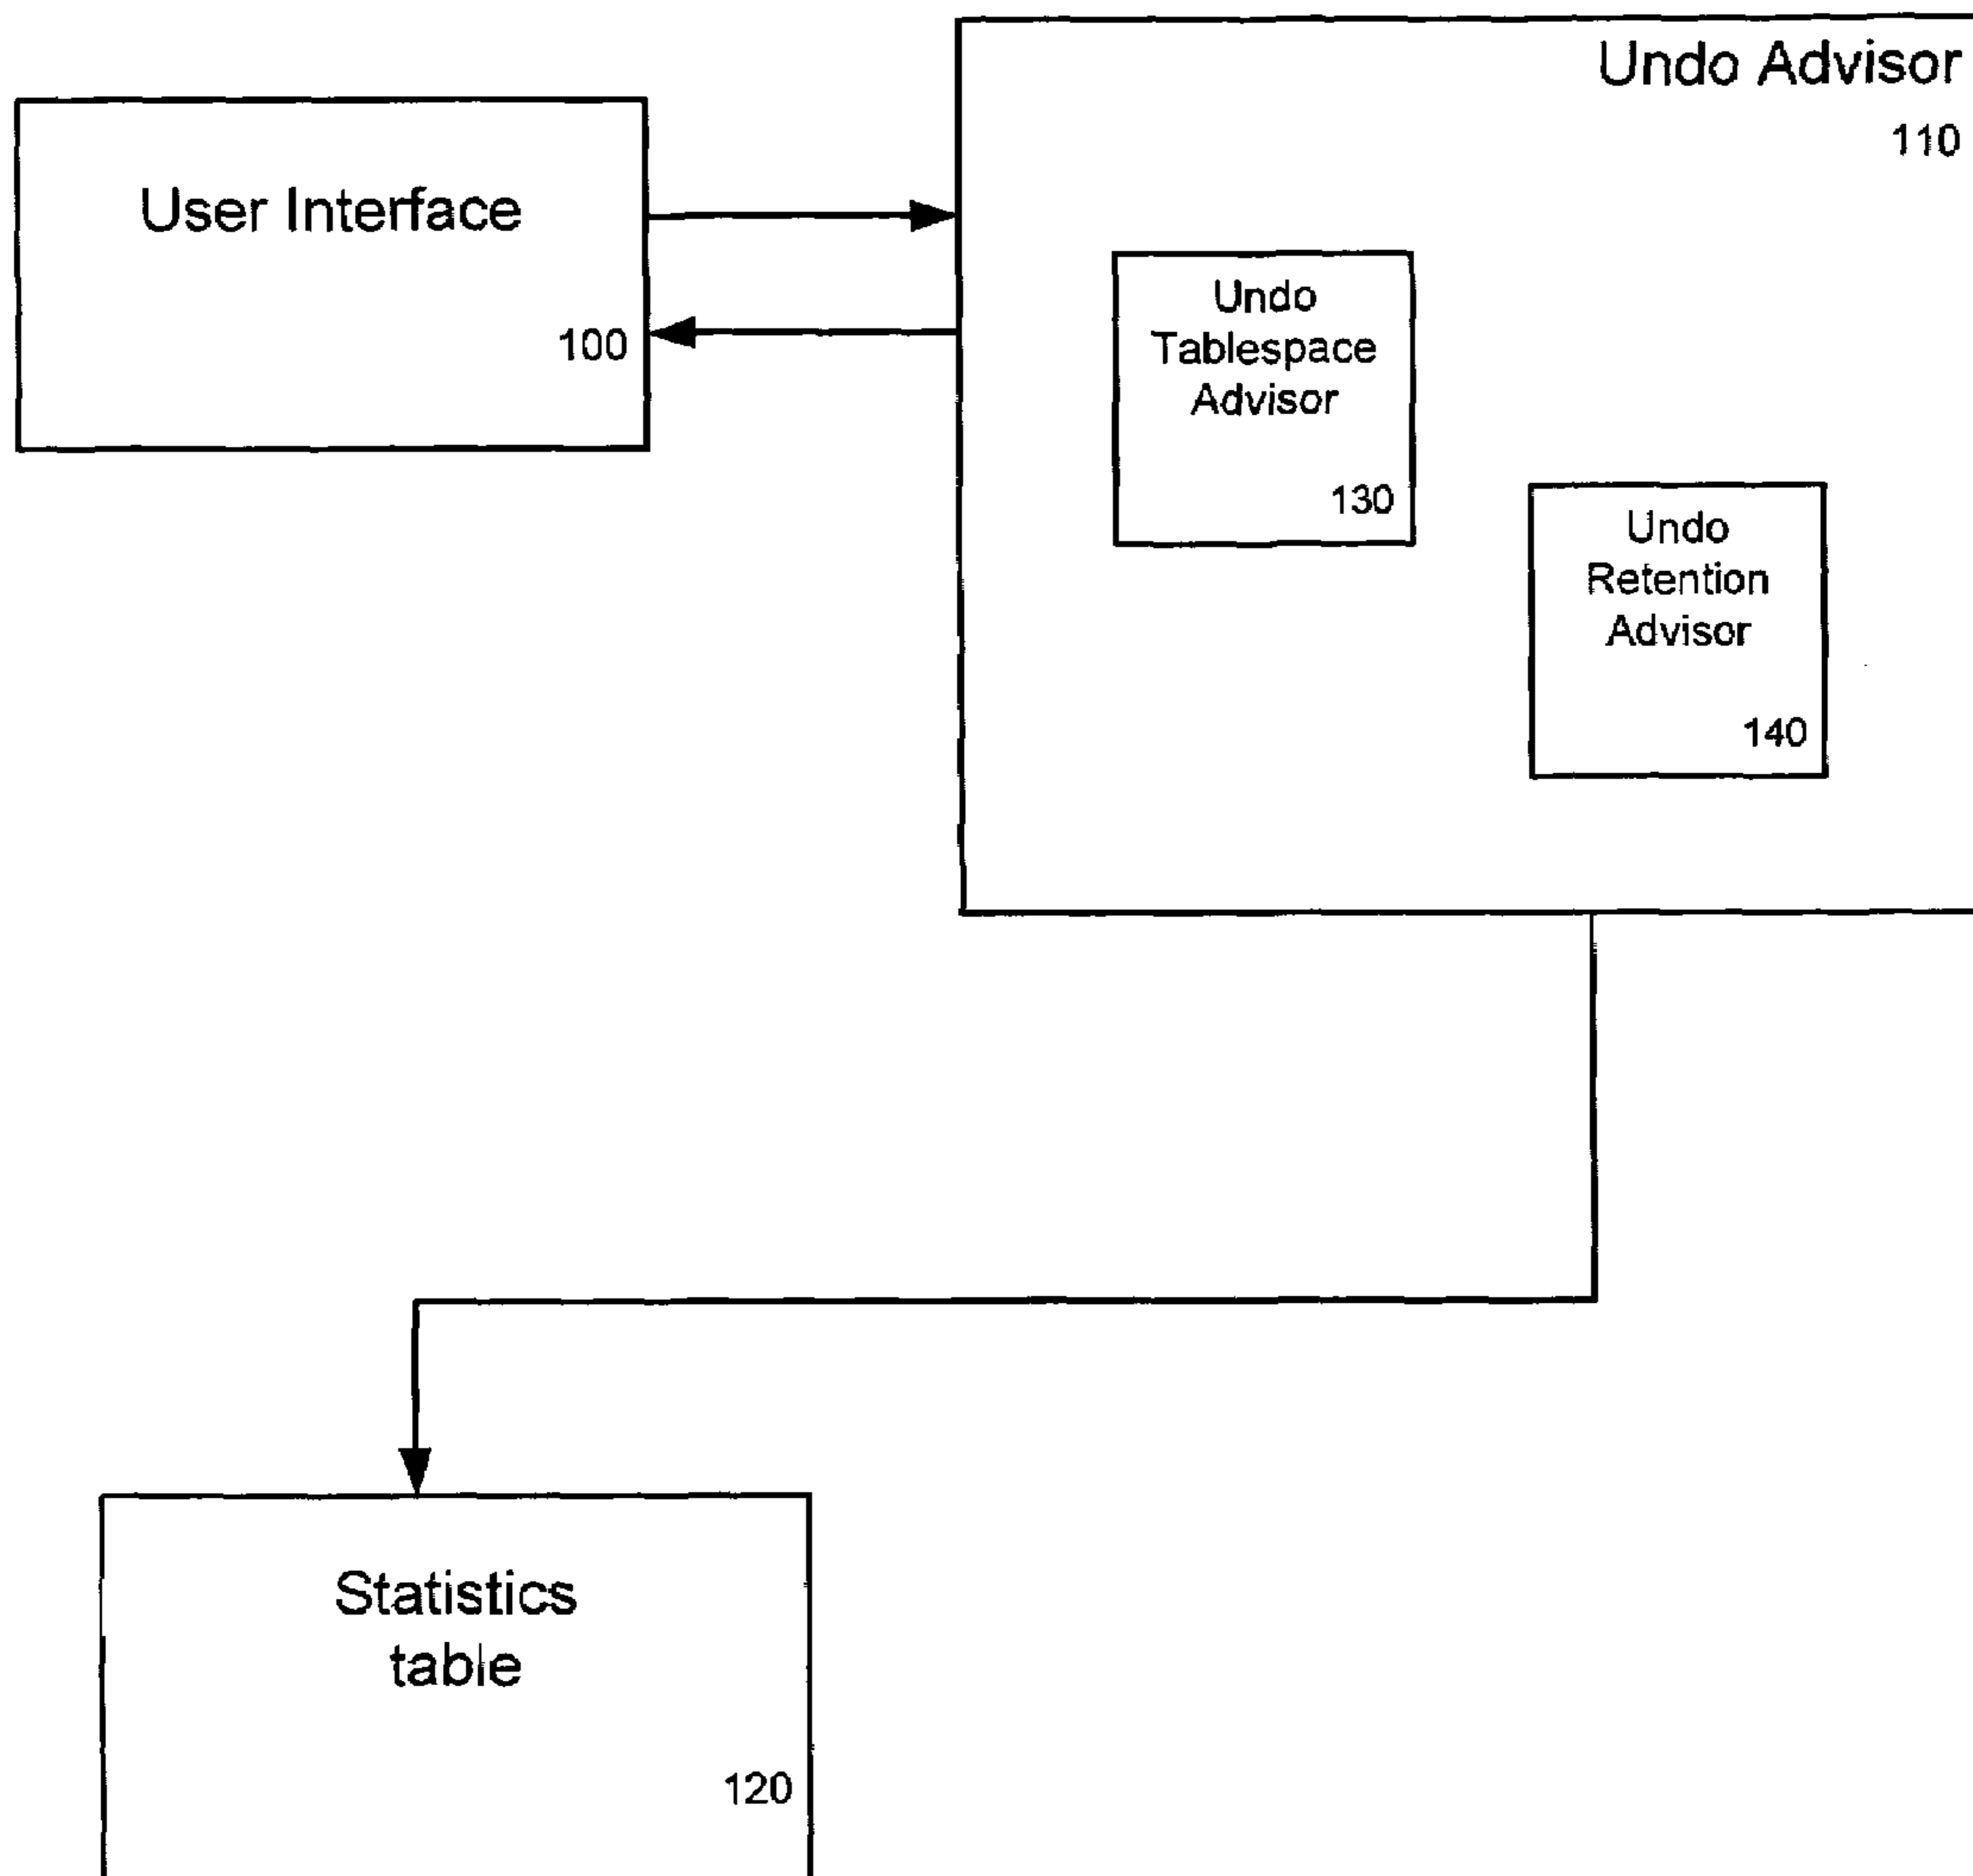 Undo Advisor
110
User Interface
100
Undo
Tablespace
Advisor
130
Undo
Retention
Advisor
140
Statistics
table
120